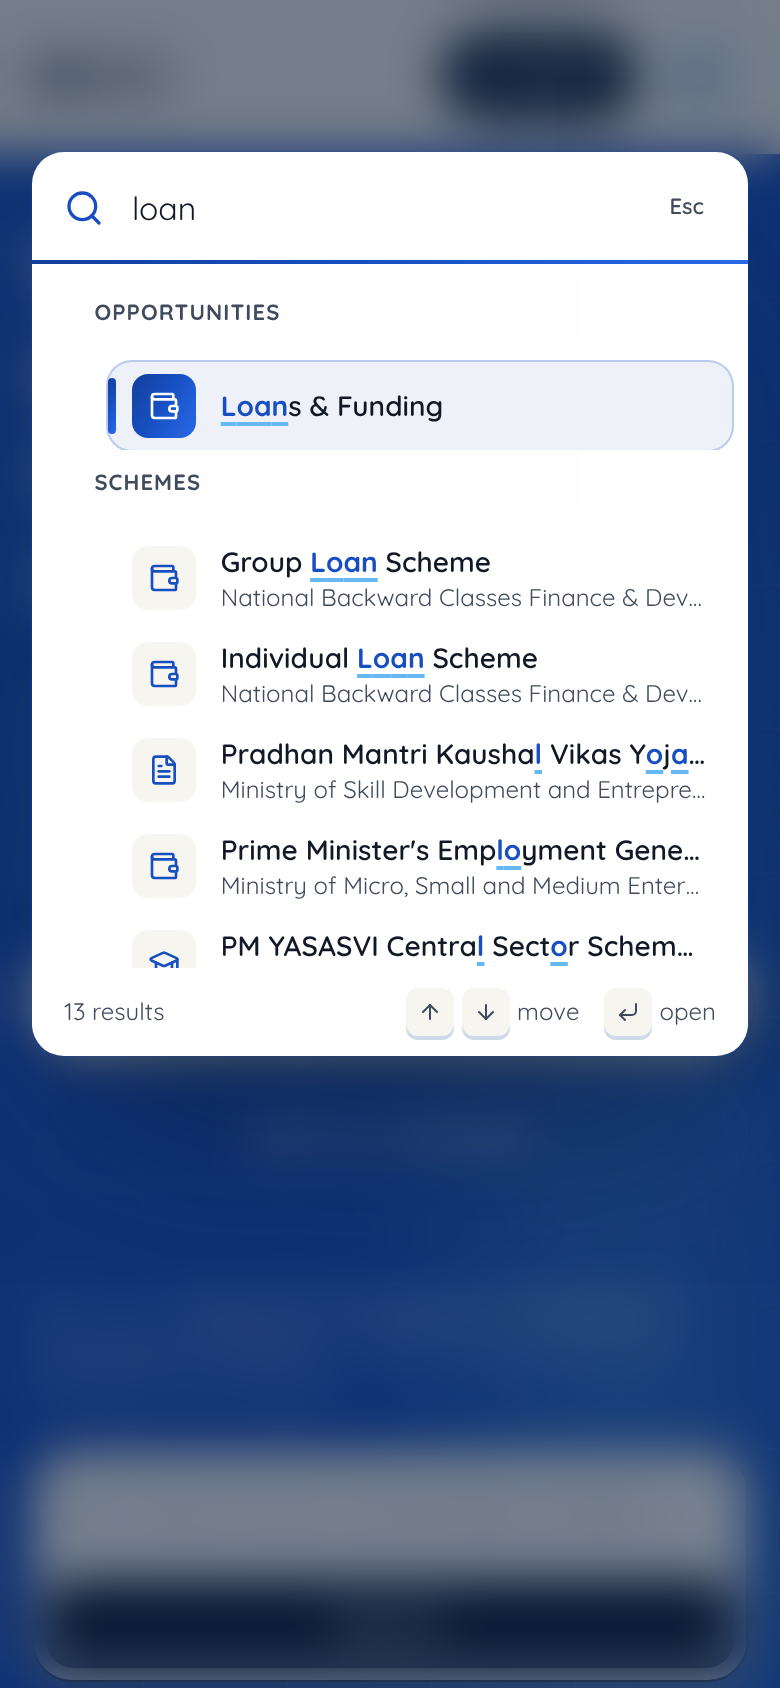 loan
Esc
OPPORTUNITIES
Loans & Funding
SCHEMES
Group Loan Scheme
National Backward Classes Finance & Dev...
Individual Loan Scheme
National Backward Classes Finance & Dev...
Pradhan Mantri Kaushal Vikas Yoja...
Ministry of Skill Development and Entrepre...
Prime Minister's Employment Gene...
Ministry of Micro, Small and Medium Enter...
PM YASASVI Central Sector Schem...
13 results
move
open